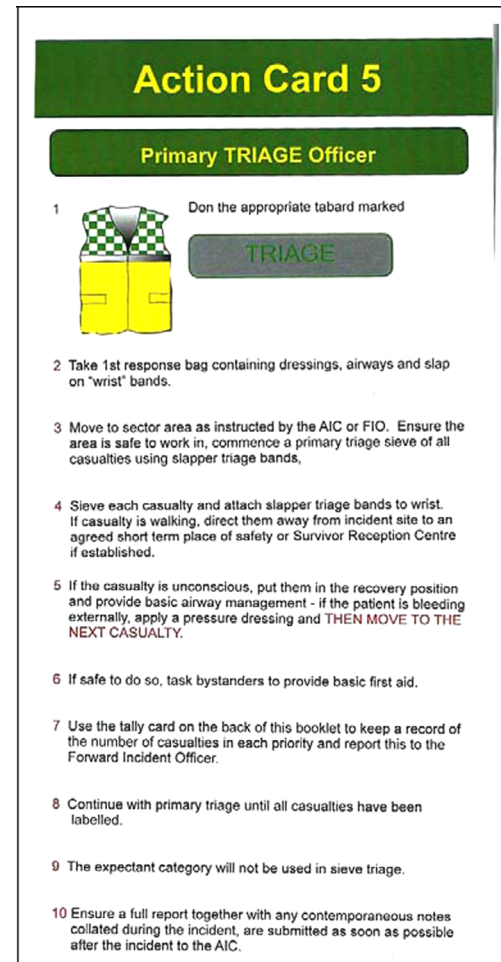 Action Card 5
Primary TRIAGE Officer
1 Don the appropriate tabard marked
TRIAGE
2 Take 1st response bag containing dressings, airways and slap
on "wrist" bands.
3 Move to sector area as instructed by the AIC or FIO. Ensure the
area is safe to work in, commence a primary triage sieve of all
casualties using slapper triage bands,
4 Sieve each casualty and attach slapper triage bands to wrist.
If casualty is walking, direct them away from incident site to an
agreed short term place of safety or Survivor Reception Centre
if established.
5 If the casualty is unconscious, put them in the recovery position
and provide basic airway management - if the patient is bleeding
externally, apply a pressure dressing and THEN MOVE TO THE
NEXT CASUALTY.
6 If safe to do so, task bystanders to provide basic first aid.
7 Use the tally card on the back of this booklet to keep a record of
the number of casualties in each priority and report this to the
Forward Incident Officer.
8 Continue with primary triage until all casualties have been
labelled.
9 The expectant category will not be used in sieve triage.
10 Ensure a full report together with any contemporaneous notes
collated during the incident, are submitted as soon as possible
after the incident to the AIC.